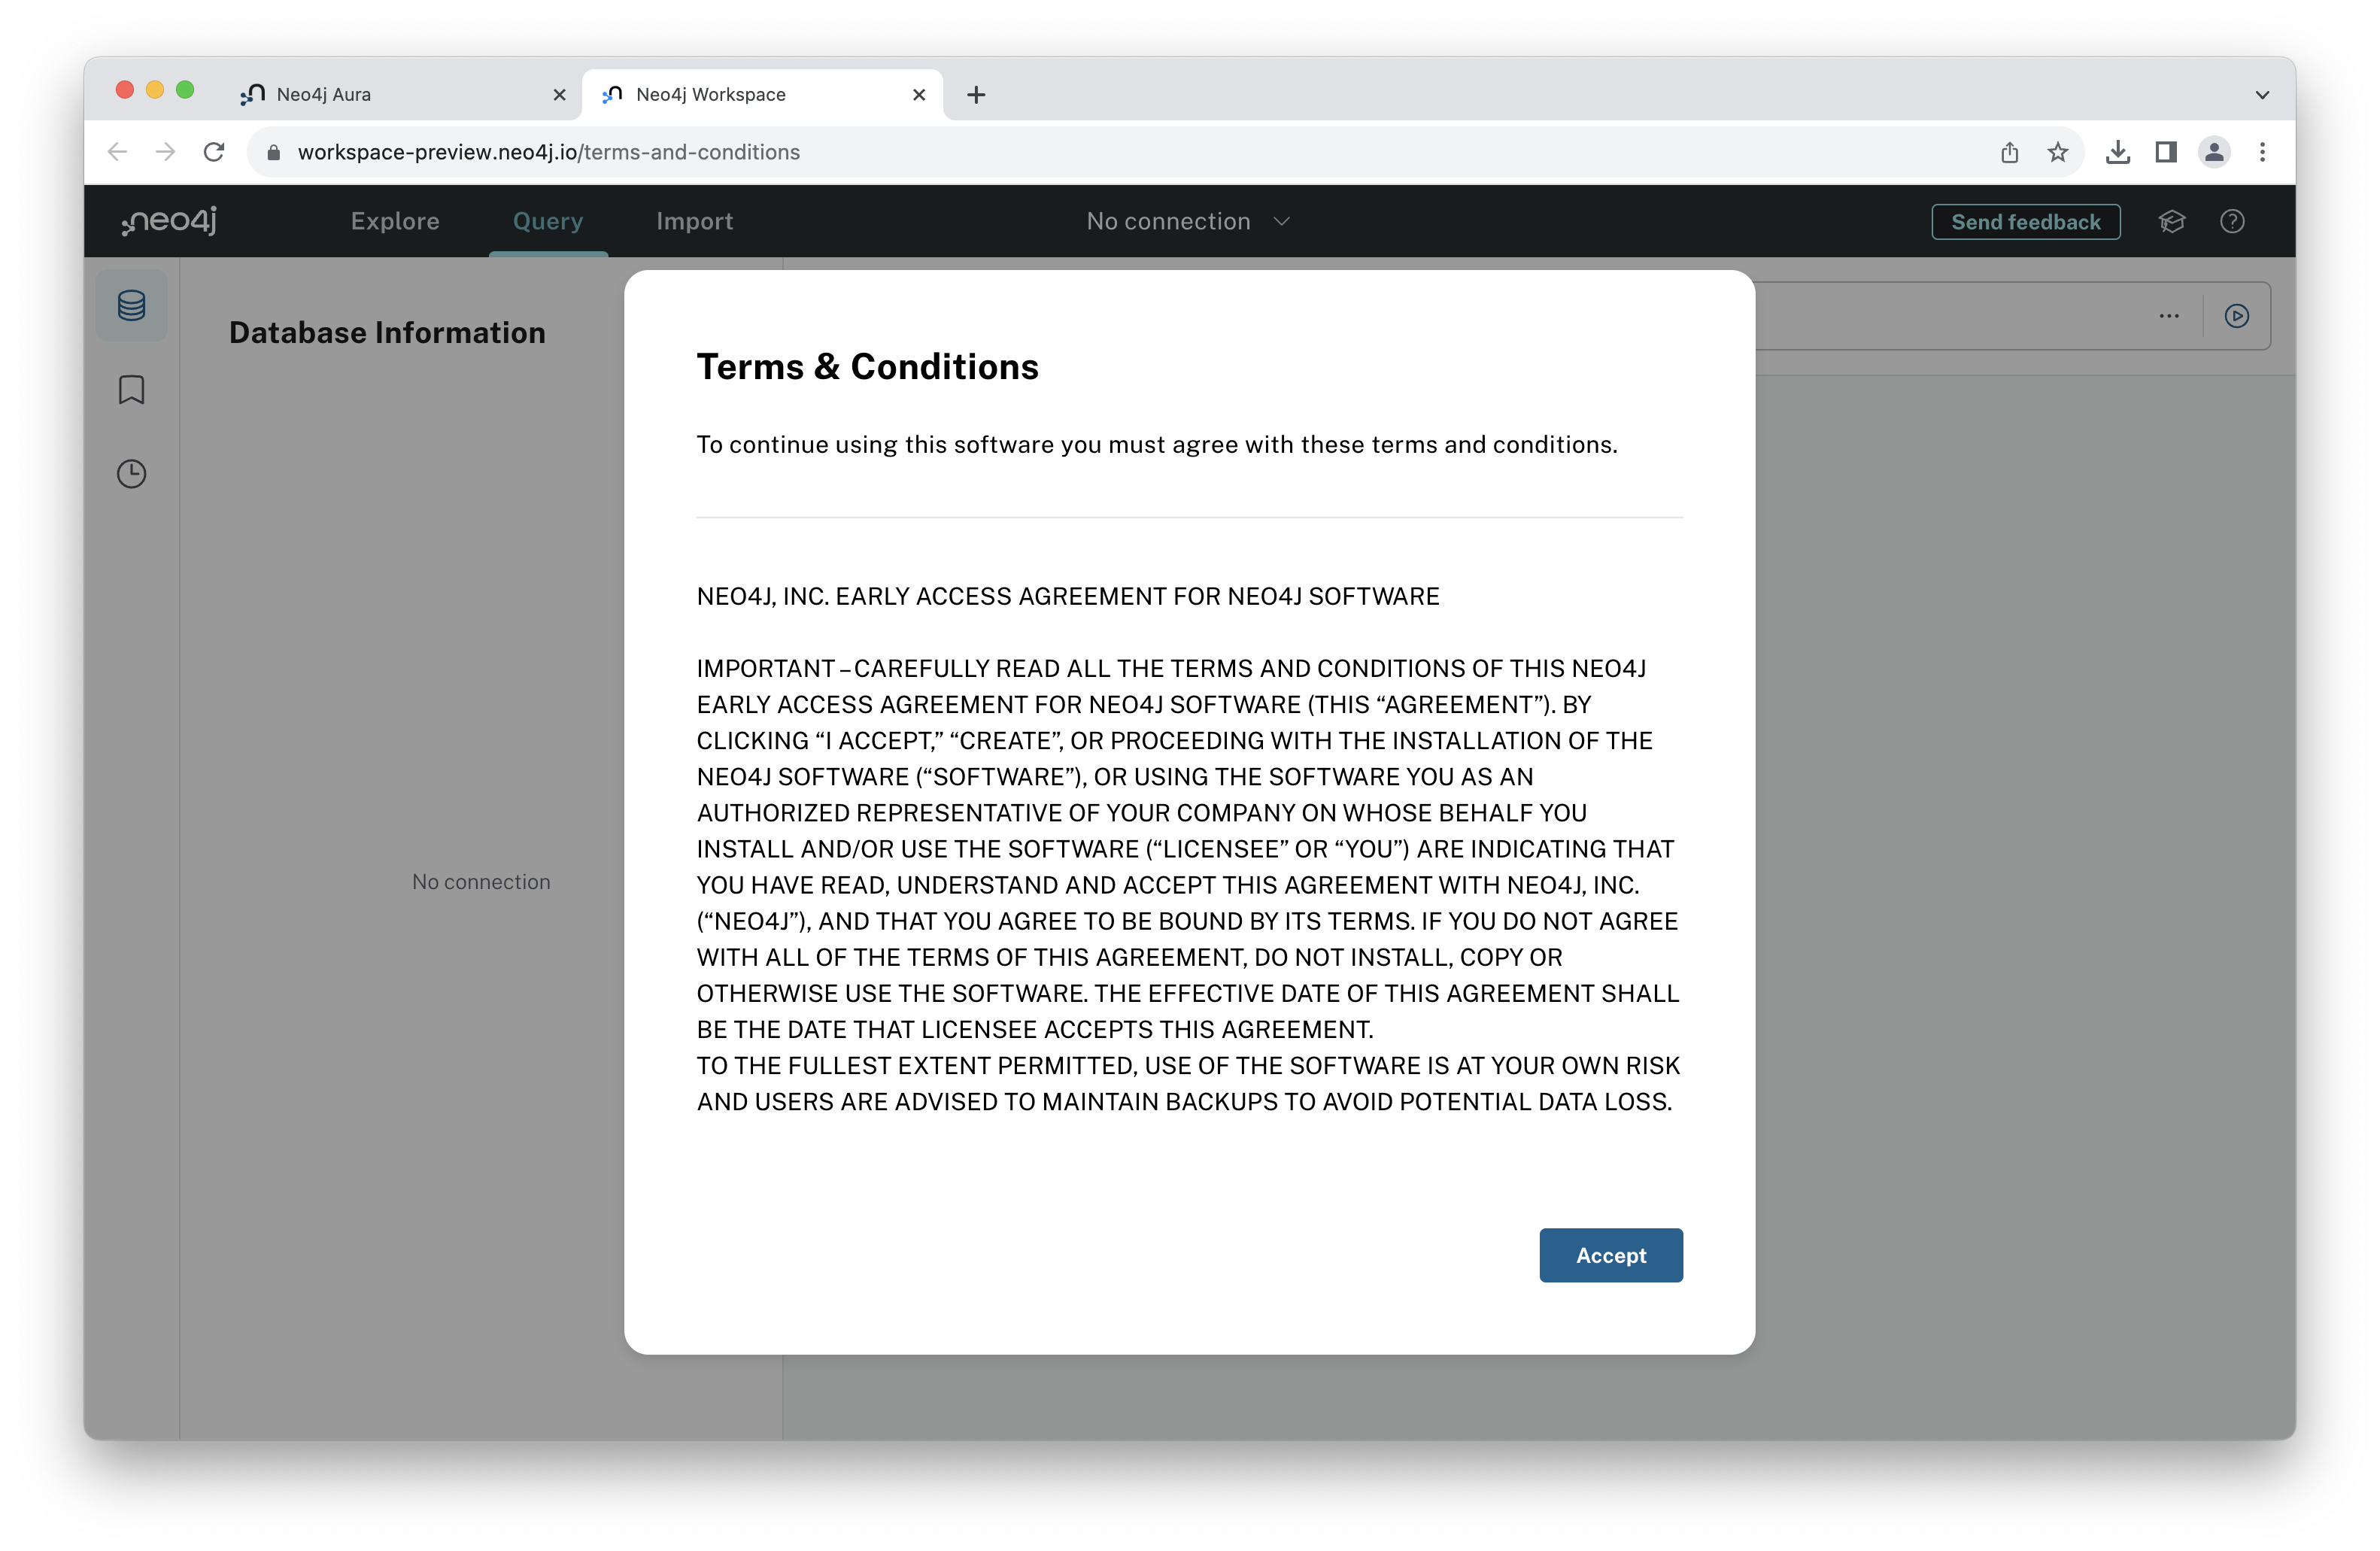 Neo4j Aura
Neo4j Workspace
workspace-preview.neo4j.io/terms-and-conditions
neo4j
Explore
Query
Import
No connection
Send feedback
Database Information
No connection
Terms & Conditions
To continue using this software you must agree with these terms and conditions.
NEO4J, INC. EARLY ACCESS AGREEMENT FOR NEO4J SOFTWARE
IMPORTANT – CAREFULLY READ ALL THE TERMS AND CONDITIONS OF THIS NEO4J
EARLY ACCESS AGREEMENT FOR NEO4J SOFTWARE (THIS “AGREEMENT”). BY
CLICKING “I ACCEPT,” “CREATE”, OR PROCEEDING WITH THE INSTALLATION OF THE
NEO4J SOFTWARE (“SOFTWARE”), OR USING THE SOFTWARE YOU AS AN
AUTHORIZED REPRESENTATIVE OF YOUR COMPANY ON WHOSE BEHALF YOU
INSTALL AND/OR USE THE SOFTWARE (“LICENSEE” OR “YOU”) ARE INDICATING THAT
YOU HAVE READ, UNDERSTAND AND ACCEPT THIS AGREEMENT WITH NEO4J, INC.
(“NEO4J”), AND THAT YOU AGREE TO BE BOUND BY ITS TERMS. IF YOU DO NOT AGREE
WITH ALL OF THE TERMS OF THIS AGREEMENT, DO NOT INSTALL, COPY OR
OTHERWISE USE THE SOFTWARE. THE EFFECTIVE DATE OF THIS AGREEMENT SHALL
BE THE DATE THAT LICENSEE ACCEPTS THIS AGREEMENT.
TO THE FULLEST EXTENT PERMITTED, USE OF THE SOFTWARE IS AT YOUR OWN RISK
AND USERS ARE ADVISED TO MAINTAIN BACKUPS TO AVOID POTENTIAL DATA LOSS.
Accept